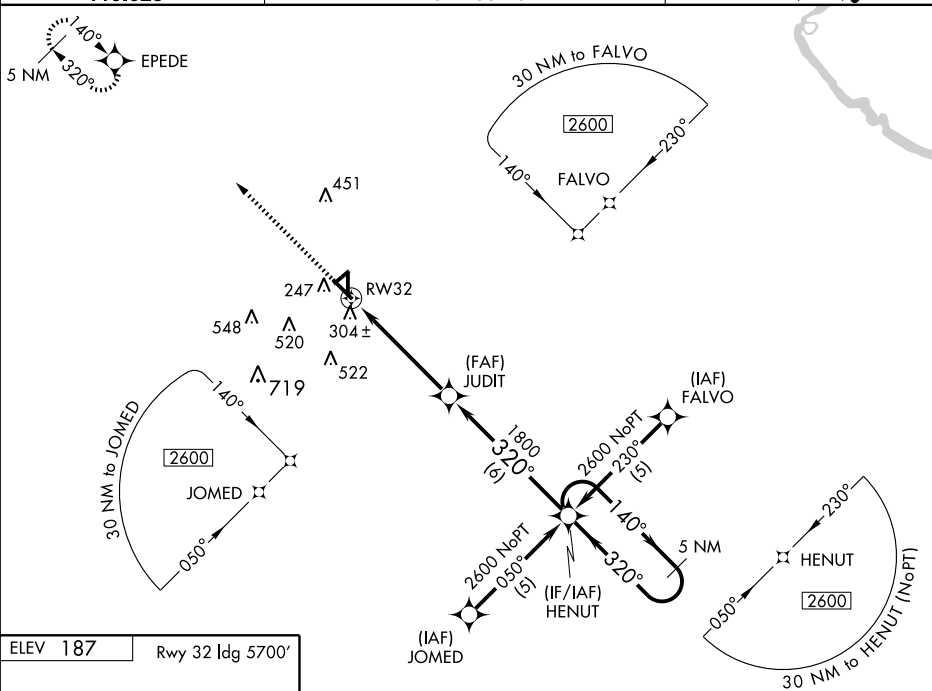 140°
EPEDE
5 NM
320°
30 NM to FALVO
2600
230°
140°
FALVO
451
247
RW32
548
520
304±
522
719
(FAF)
JUDIT
(IAF)
FALVO
30 NM to JOMED
140°
2600
JOMED
050°
1800
320°
(6)
2600 NoPT
230°
(5)
140°
5 NM
320°
2600 NoPT
050°
(5)
(IF/IAF)
HENUT
(IAF)
JOMED
230°
HENUT
2600
050°
30 NM to HENUT (NoPT)
ELEV 187
Rwy 32 ldg 5700'